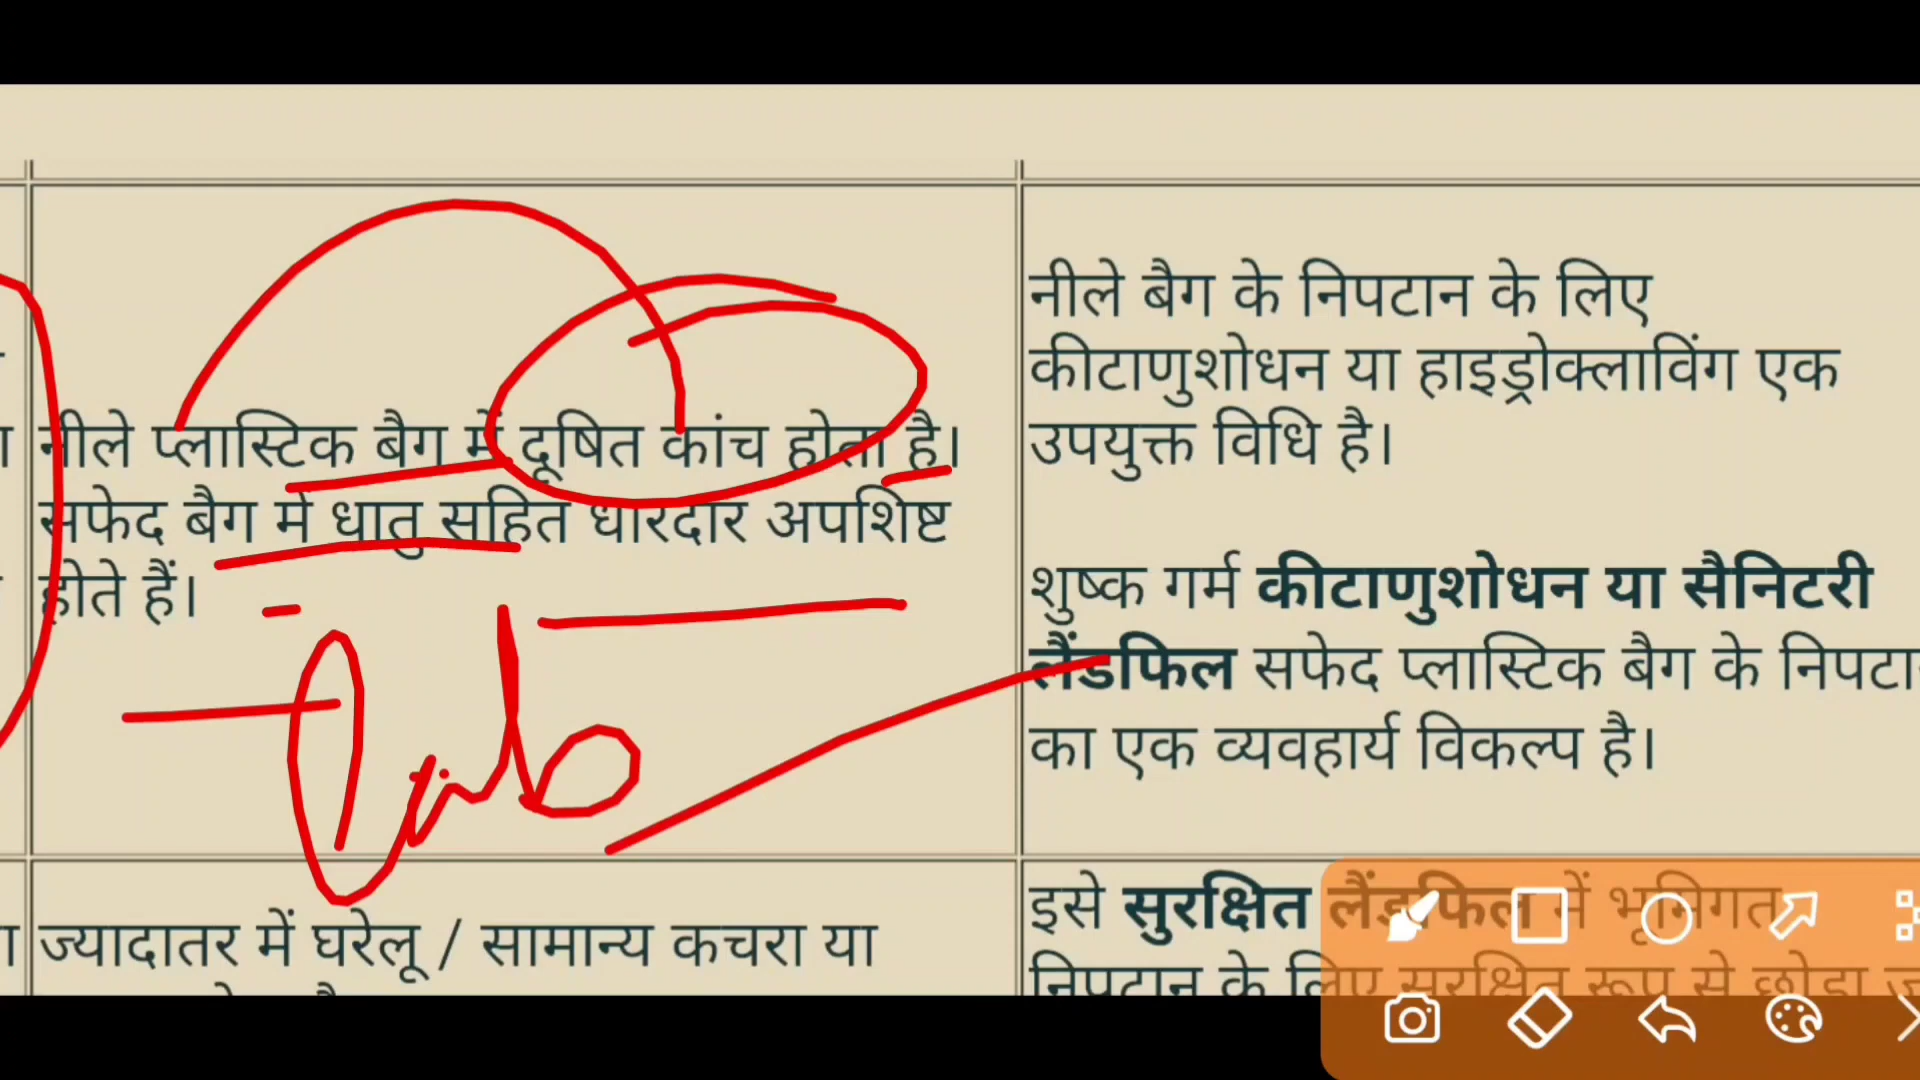 नीले प्लास्टिक बैग में दूषित कांच होता है।
सफेद बैग में धातु सहित धारदार अपशिष्ट
होते हैं।
नीले बैग के निपटान के लिए
कीटाणुशोधन या हाइड्रोक्लाविंग एक
उपयुक्त विधि है।
शुष्क गर्म कीटाणुशोधन या सैनिटरी
लैंडफिल सफेद प्लास्टिक बैग के
का एक व्यवहार्य विकल्प है।
ज्यादातर में घरेलू / सामान्य कचरा या
इसे सुरक्षित लैंडफिल में भूमिगत
निपटान के लिए सुरक्षित रूप से छोड़ा